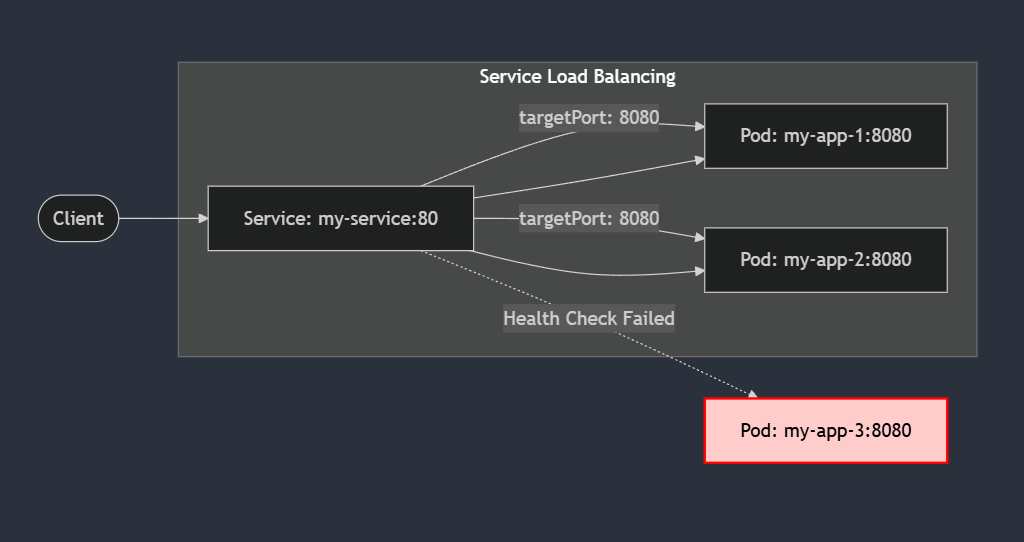 Service Load Balancing
targetPort: 8080
Pod: my-app-1:8080
Client
Service: my-service:80
targetPort: 8080
Pod: my-app-2:8080
Health Check Failed
Pod: my-app-3:8080